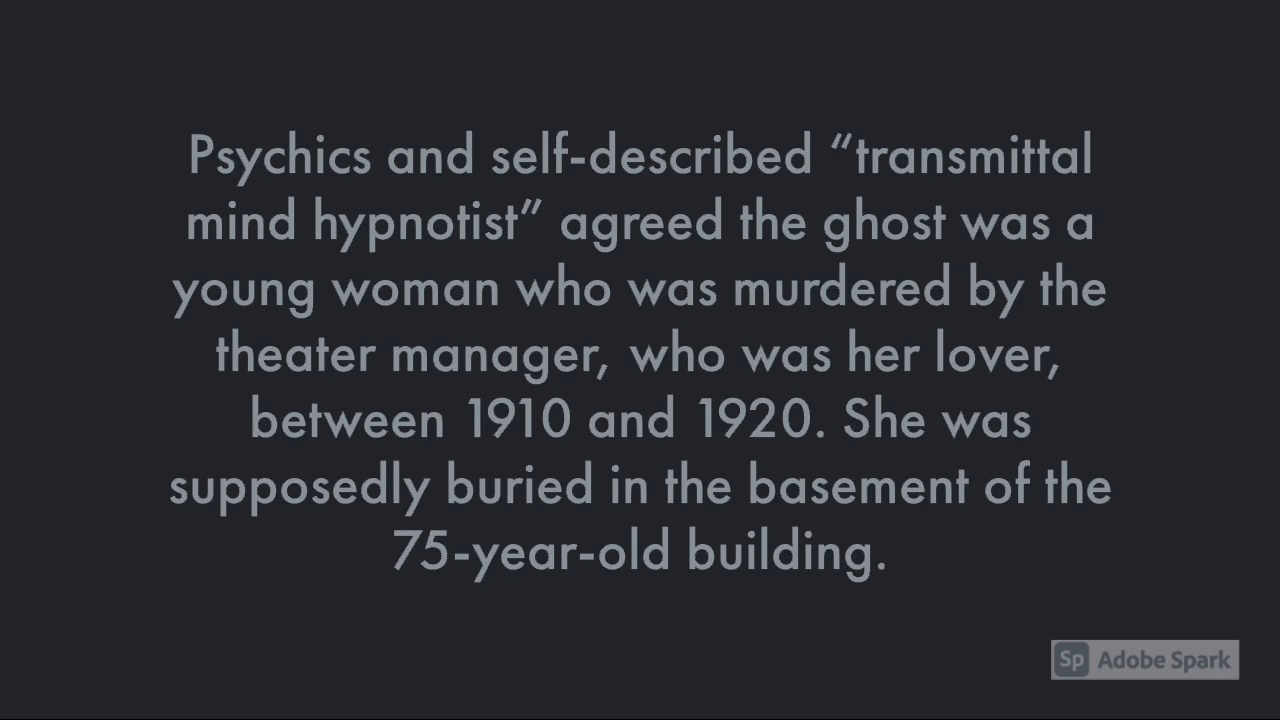 Psychics and self-described “transmittal
mind hypnotist” agreed the ghost was a
young woman who was murdered by the
theater manager, who was her lover,
between 1910 and 1920. She was
supposedly buried in the basement of the
75-year-old building.
Sp Adobe Spark